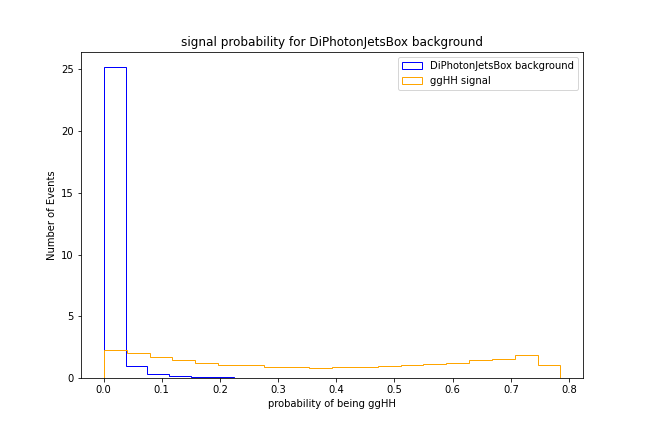 signal probability for DiPhotonJetsBox background
DiPhotonJetsBox background
ggHH signal
Number of Events
25
20
15
10
5
0
0.0 0.1 0.2 0.3 0.4 0.5 0.6 0.7 0.8
probability of being ggHH